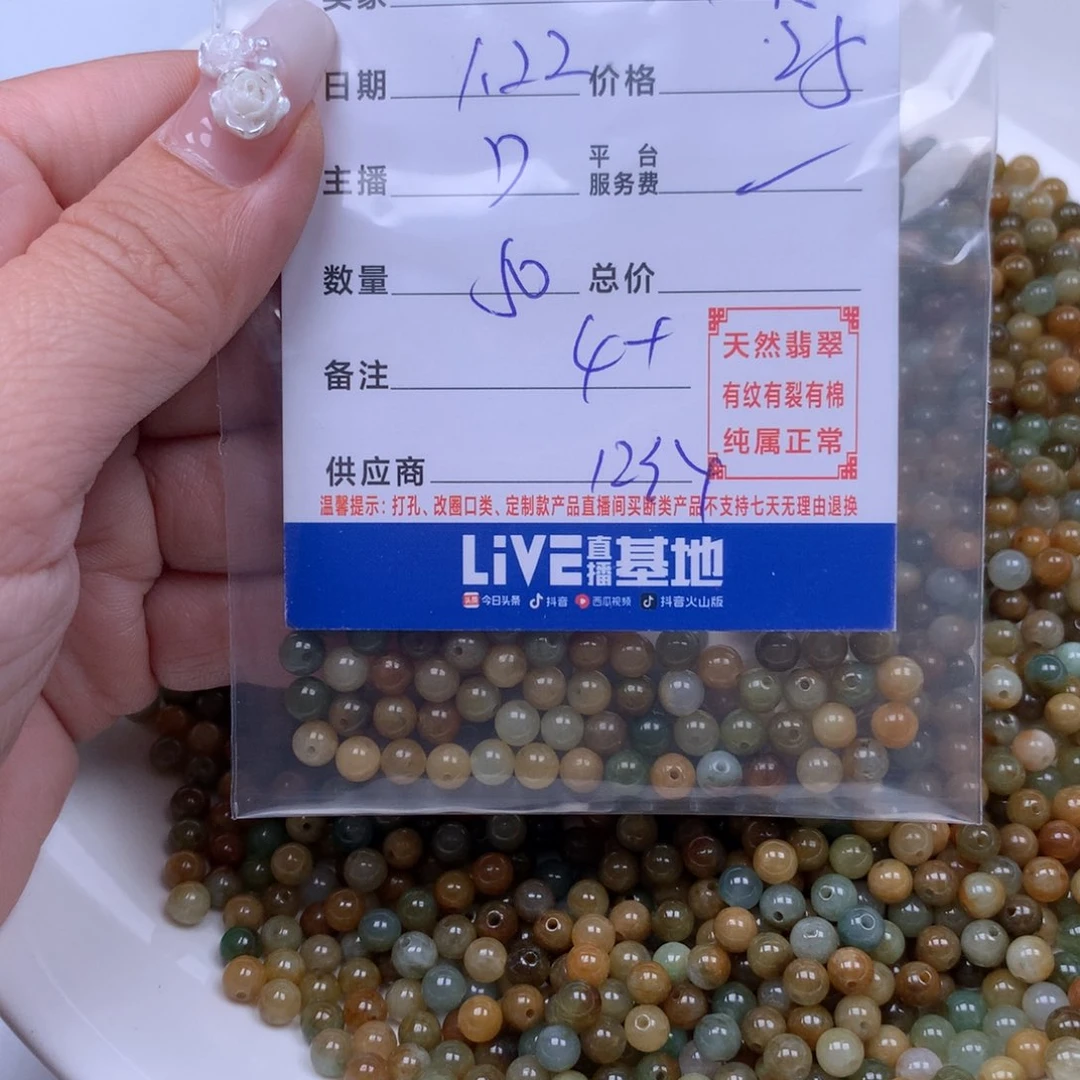 日期 1.22 价格 25
主播 平台服务费 ✓
数量 50 总价
备注 4+
天然翡翠
有纹有裂有棉
纯属正常
供应商
温馨提示：打孔、改圈口类、定制款产品直播间买断类产品不支持七天无理由退换
LiVE直播基地
头条 今日头条 抖音 西瓜视频 抖音火山版